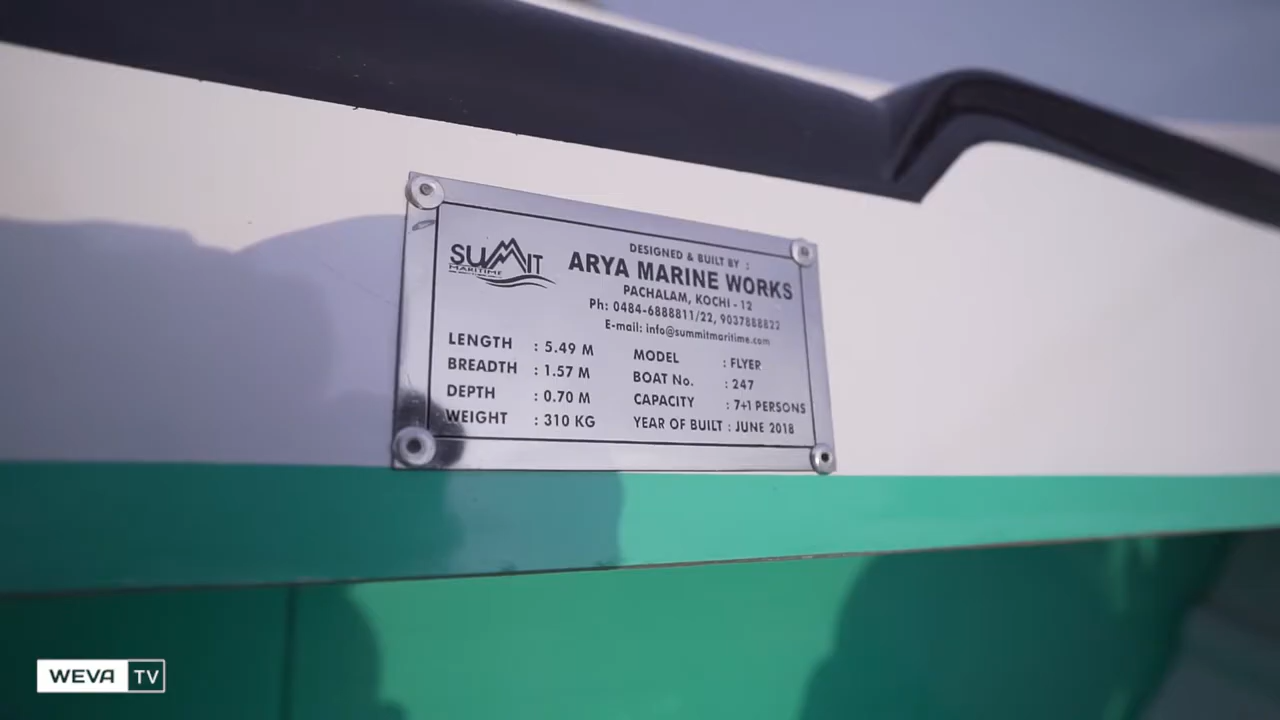 SUMMIT
MARITIME
DESIGNED & BUILT BY :
ARYA MARINE WORKS
PACHALAM, KOCHI - 12
Ph: 0484-6888811/22, 9037888822
E-mail: info@summitmaritime.com
LENGTH : 5.49 M
BREADTH : 1.57 M
DEPTH : 0.70 M
WEIGHT : 310 KG
MODEL : FLYER
BOAT No. : 247
CAPACITY : 7+1 PERSONS
YEAR OF BUILT : JUNE 2018
WEVA TV